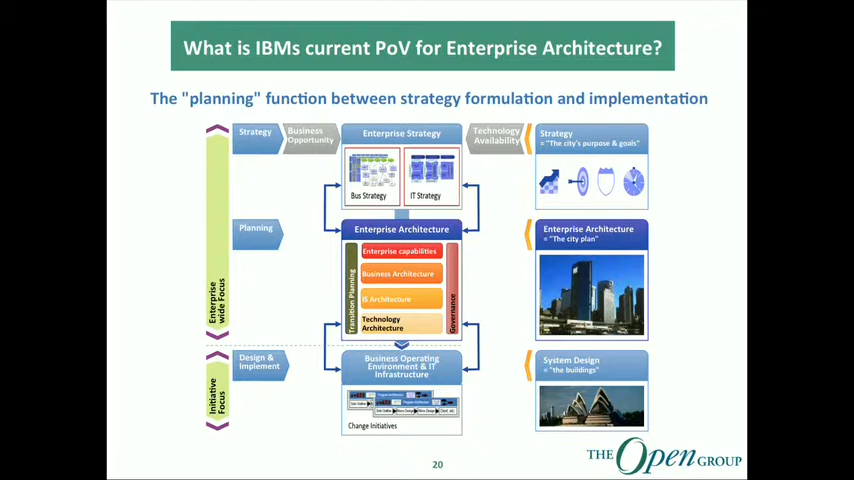 What is IBMs current PoV for Enterprise Architecture?
The "planning" function between strategy formulation and implementation
Strategy
Business
Opportunity
Enterprise Strategy
Technology
Availability
Strategy
= "The city's purpose & goals"
Bus Strategy
IT Strategy
Planning
Enterprise Architecture
Enterprise Architecture
= "The city plan"
Enterprise
wide Focus
Transition Planning
Enterprise capabilities
Business Architecture
IS Architecture
Technology
Architecture
Governance
Initiative
Focus
Design &
Implement
Business Operating
Environment & IT
Infrastructure
System Design
= "the buildings"
Change Initiatives
THE Open GROUP
20